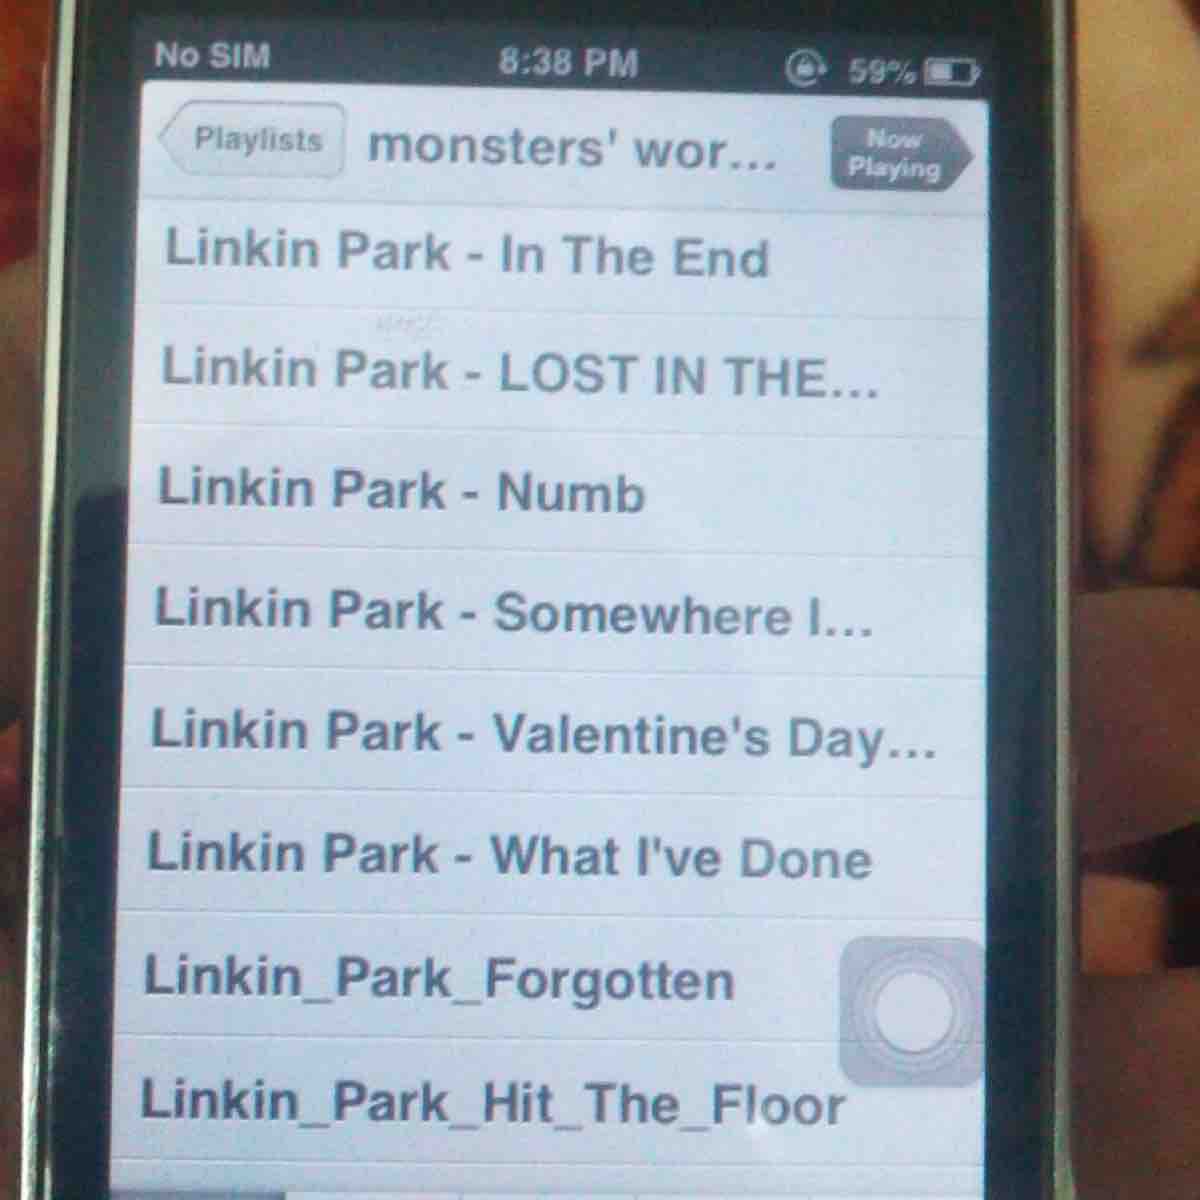 No SIM 8:38 PM 59%
Playlists monsters' wor... Now Playing
Linkin Park - In The End
Linkin Park - LOST IN THE...
Linkin Park - Numb
Linkin Park - Somewhere I...
Linkin Park - Valentine's Day...
Linkin Park - What I've Done
Linkin_Park_Forgotten
Linkin_Park_Hit_The_Floor